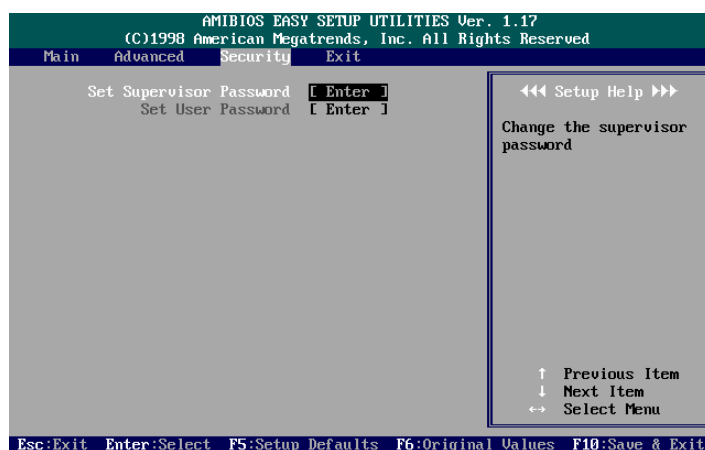 AMIBIOS EASY SETUP UTILITIES Ver. 1.17
(C)1998 American Megatrends, Inc. All Rights Reserved
Main Advanced Security Exit
Set Supervisor Password [ Enter ]
Set User Password [ Enter ]
◄◄◄ Setup Help ►►►
Change the supervisor
password
↑ Previous Item
↓ Next Item
↔ Select Menu
Esc:Exit Enter:Select F5:Setup Defaults F6:Original Values F10:Save & Exit